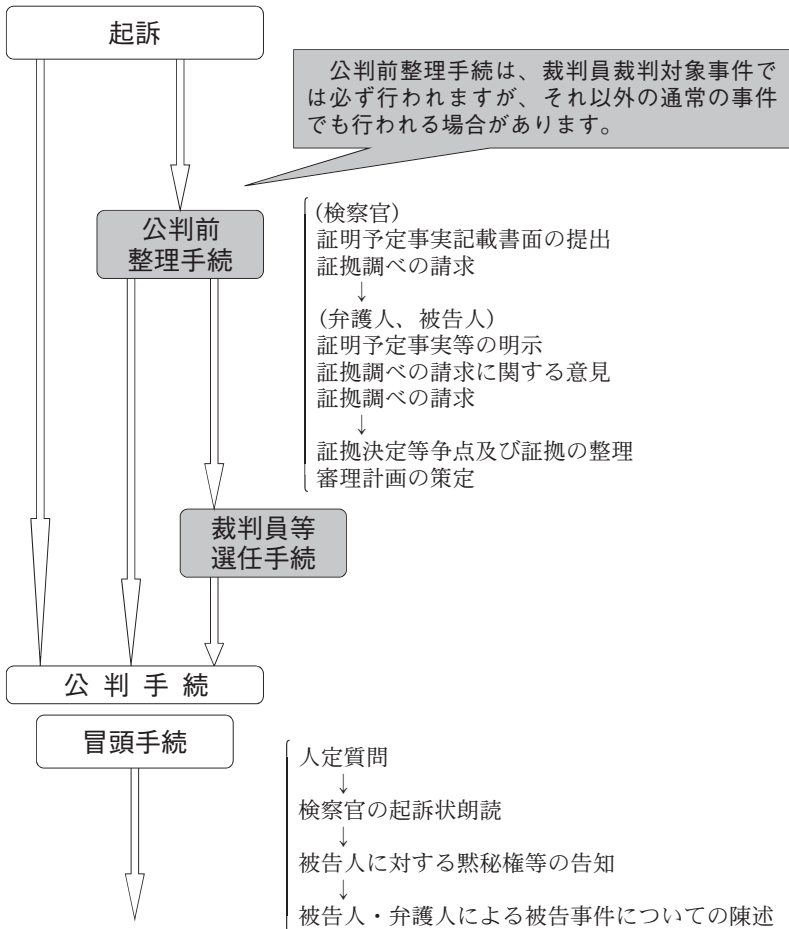 起訴
公判前整理手続は、裁判員裁判対象事件で
は必ず行われますが、それ以外の通常の事件
でも行われる場合があります。
公判前
整理手続
(検察官)
証明予定事実記載書面の提出
証拠調べの請求
↓
(弁護人、被告人)
証明予定事実等の明示
証拠調べの請求に関する意見
証拠調べの請求
↓
証拠決定等争点及び証拠の整理
審理計画の策定
裁判員等
選任手続
公判手続
冒頭手続
人定質問
↓
検察官の起訴状朗読
↓
被告人に対する黙秘権等の告知
↓
被告人・弁護人による被告事件についての陳述